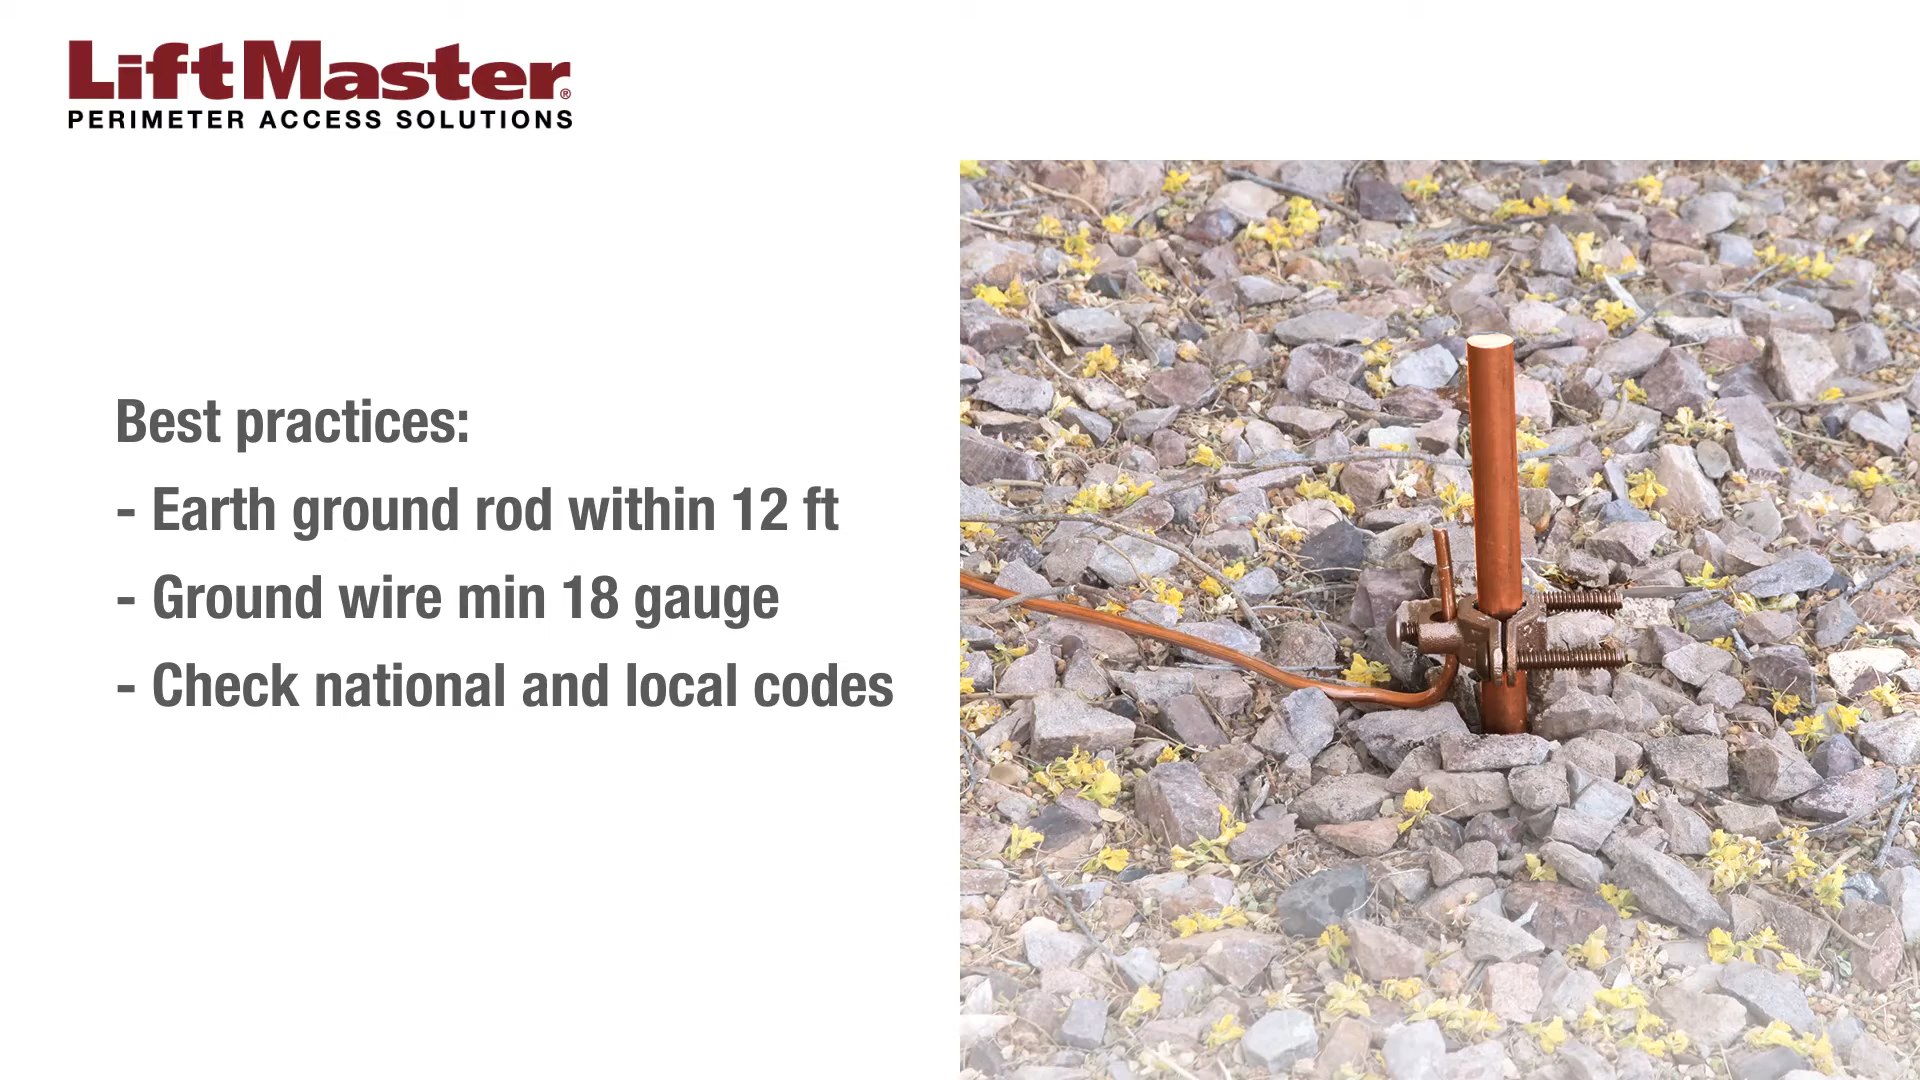 LiftMaster®
PERIMETER ACCESS SOLUTIONS
Best practices:
- Earth ground rod within 12 ft
- Ground wire min 18 gauge
- Check national and local codes